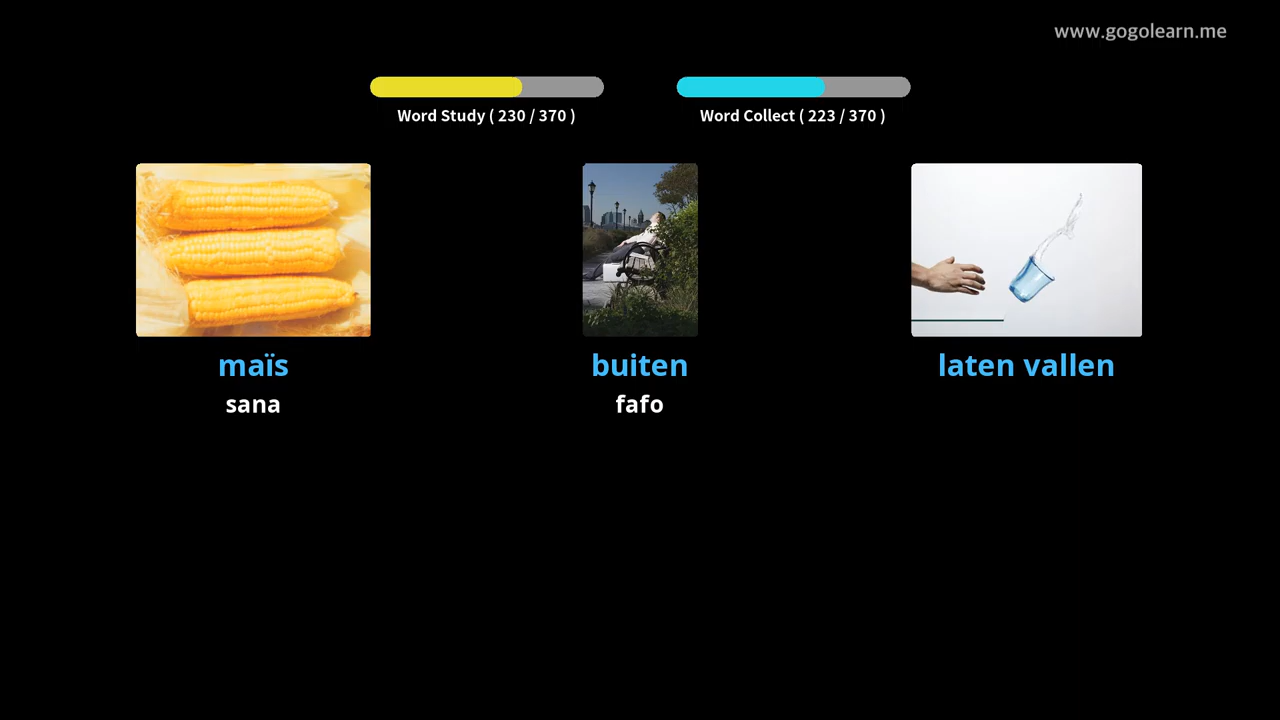 www.gogolearn.me
Word Study ( 230 / 370 )
Word Collect ( 223 / 370 )
maïs
buiten
laten vallen
sana
fafo